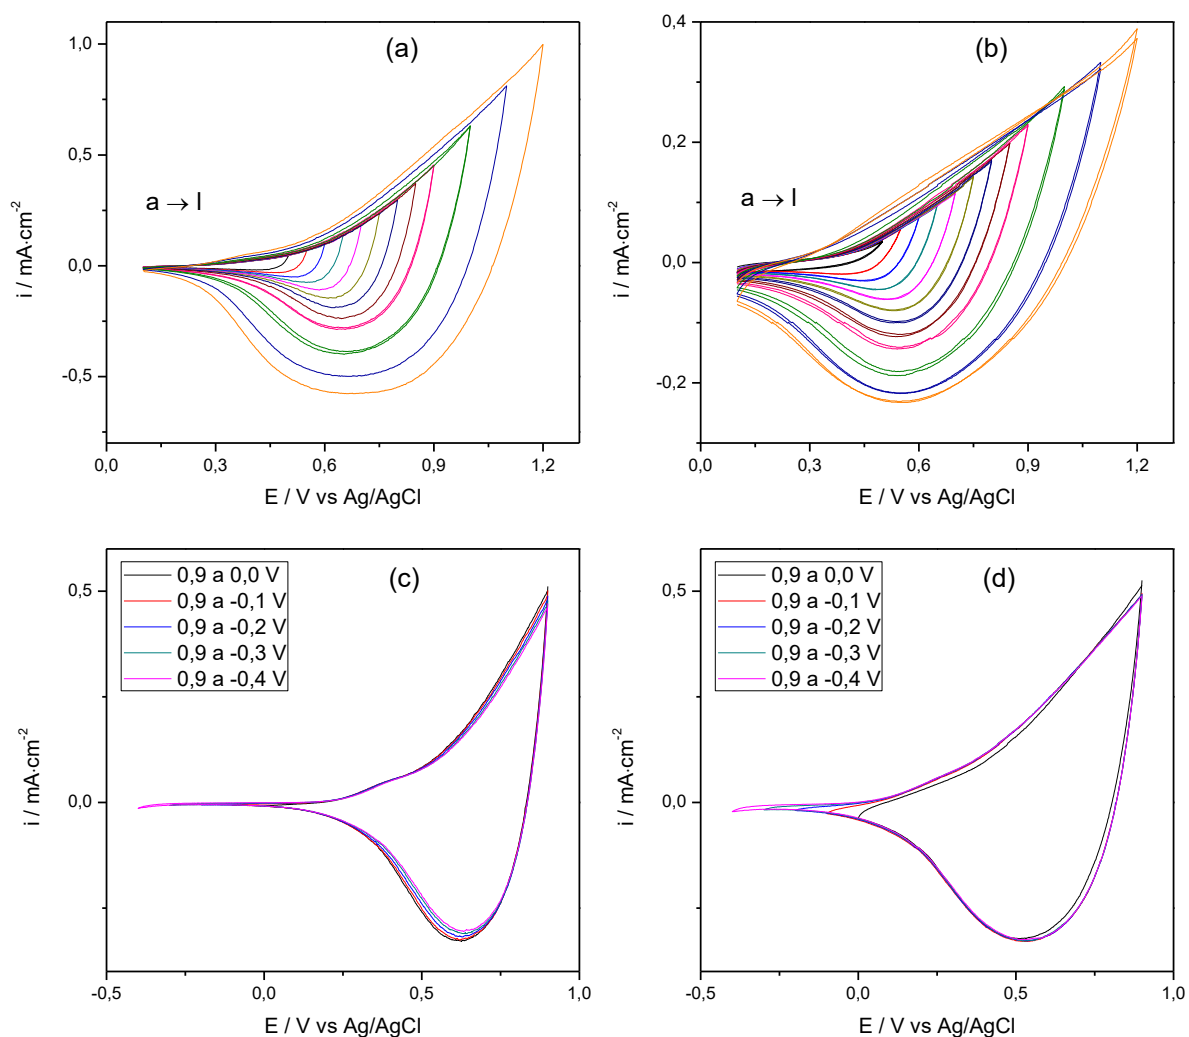 (a)
1,0
0,5
0,0
-0,5
a → l
i / mA·cm-2
0,0 0,3 0,6 0,9 1,2
E / V vs Ag/AgCl
(b)
0,4
0,2
0,0
-0,2
i / mA·cm-2
0,0 0,3 0,6 0,9 1,2
E / V vs Ag/AgCl
(c)
0,9 a 0,0 V
0,9 a -0,1 V
0,9 a -0,2 V
0,9 a -0,3 V
0,9 a -0,4 V
0,5
0,0
i / mA·cm-2
-0,5 0,0 0,5 1,0
E / V vs Ag/AgCl
(d)
0,9 a 0,0 V
0,9 a -0,1 V
0,9 a -0,2 V
0,9 a -0,3 V
0,9 a -0,4 V
0,5
0,0
i / mA·cm-2
-0,5 0,0 0,5 1,0
E / V vs Ag/AgCl